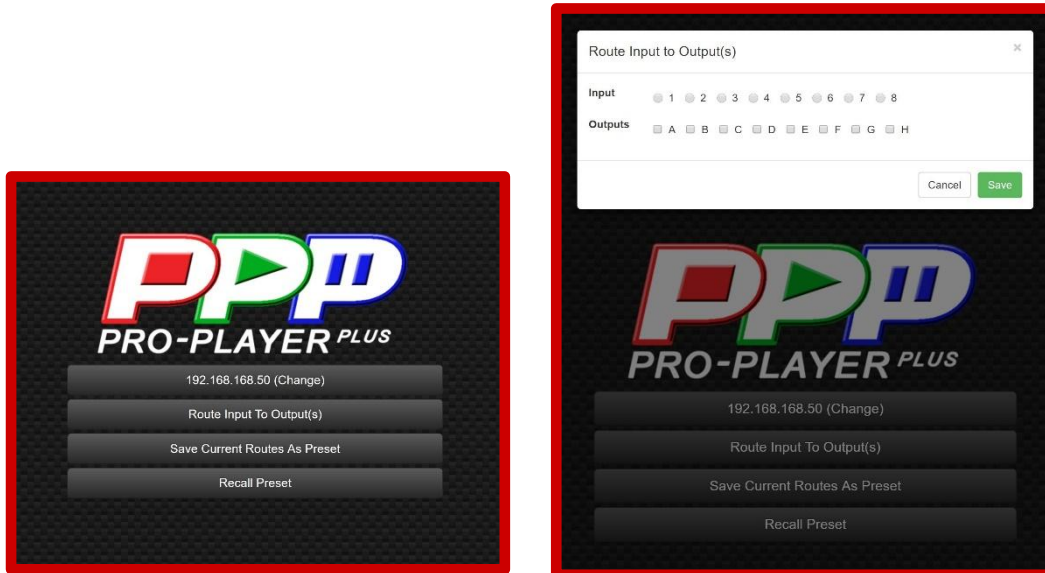 PPP
PRO-PLAYER PLUS
192.168.168.50 (Change)
Route Input To Output(s)
Save Current Routes As Preset
Recall Preset
Route Input to Output(s) ×
Input 1 2 3 4 5 6 7 8
Outputs A B C D E F G H
Cancel Save
PPP
PRO-PLAYER PLUS
192.168.168.50 (Change)
Route Input To Output(s)
Save Current Routes As Preset
Recall Preset